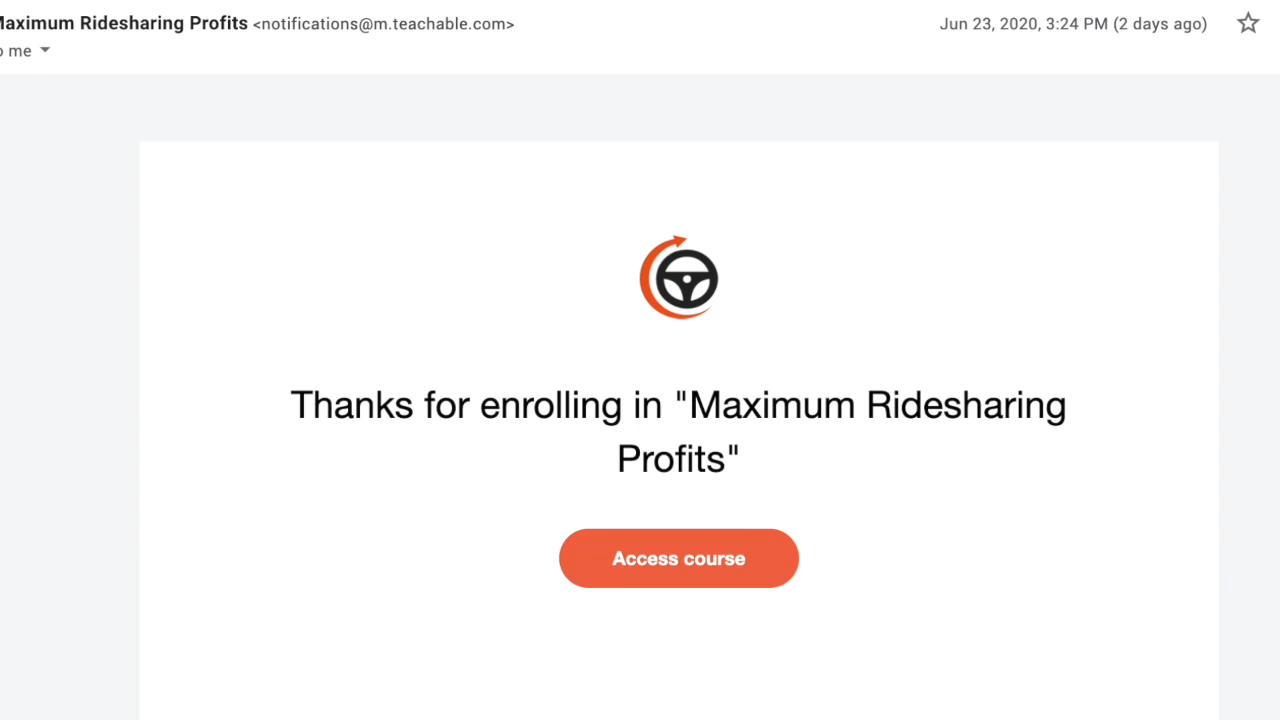 Maximum Ridesharing Profits <notifications@m.teachable.com> Jun 23, 2020, 3:24 PM (2 days ago)
o me
Thanks for enrolling in "Maximum Ridesharing
Profits"
Access course